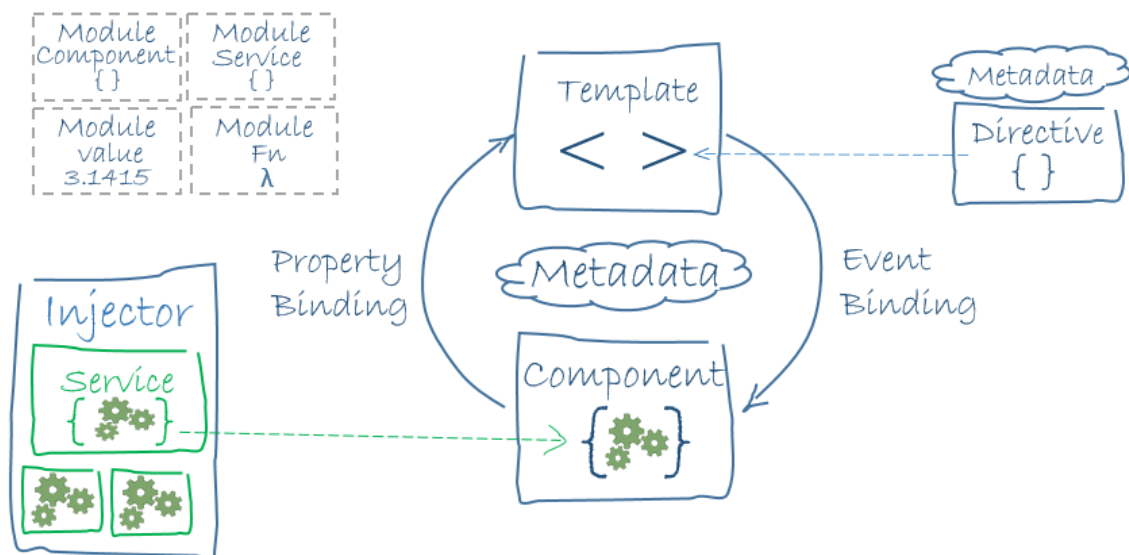 Module
Component
{ }
Module
Service
{ }
Module
value
3.1415
Module
Fn
λ
Template
< >
Metadata
Directive
{ }
Property
Binding
Metadata
Event
Binding
Injector
Service
{ }
Component
{ }